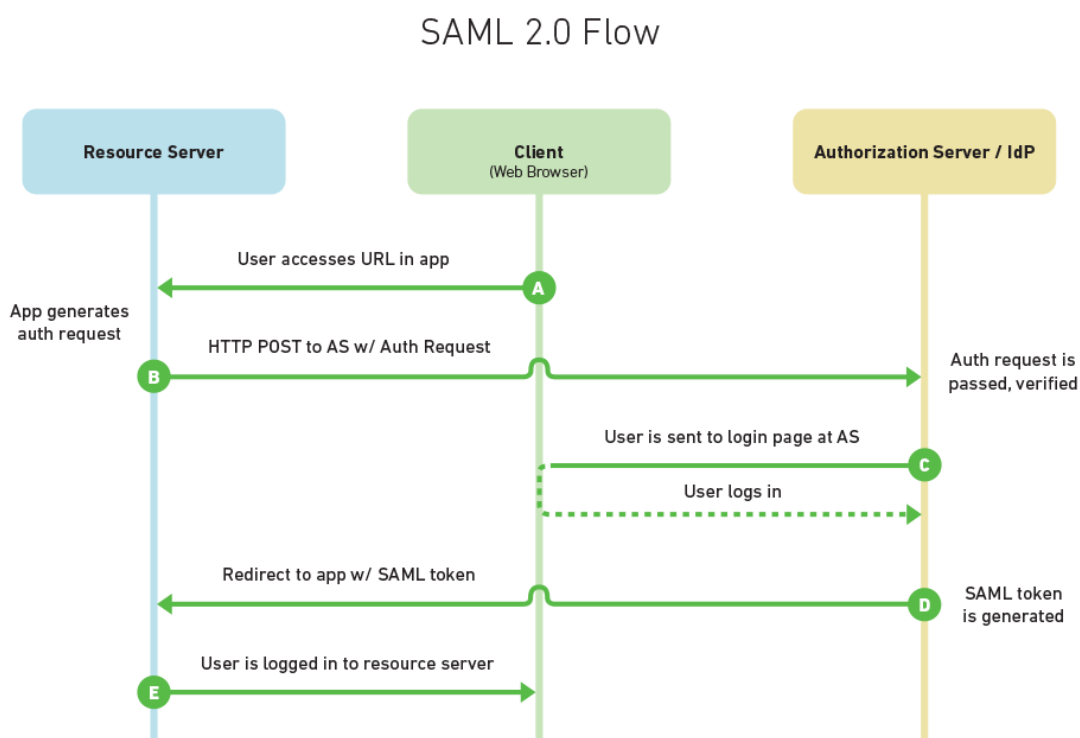 SAML 2.0 Flow
Resource Server
Client
(Web Browser)
Authorization Server / IdP
User accesses URL in app
A
App generates
auth request
HTTP POST to AS w/ Auth Request
B
Auth request is
passed, verified
User is sent to login page at AS
C
User logs in
Redirect to app w/ SAML token
D
SAML token
is generated
User is logged in to resource server
E